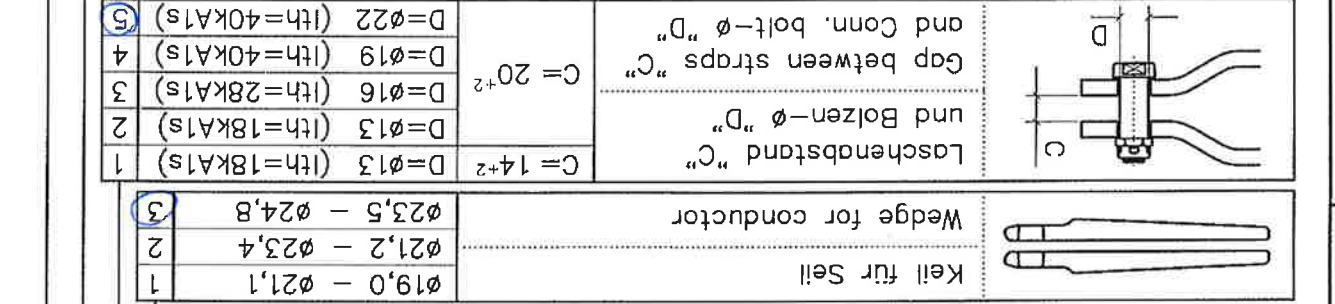 Keil für Seil
Wedge for conductor
ø19,0 – ø21,1 1
ø21,2 – ø23,4 2
ø23,5 – ø24,8 3
C
D
Laschenabstand "C"
und Bolzen–ø "D"
Gap between straps "C"
and Conn. bolt–ø "D"
C= 14+2 D=ø13 (Ith=18kA1s) 1
C= 20+2
D=ø13 (Ith=18kA1s) 2
D=ø16 (Ith=28kA1s) 3
D=ø19 (Ith=40kA1s) 4
D=ø22 (Ith=40kA1s) 5